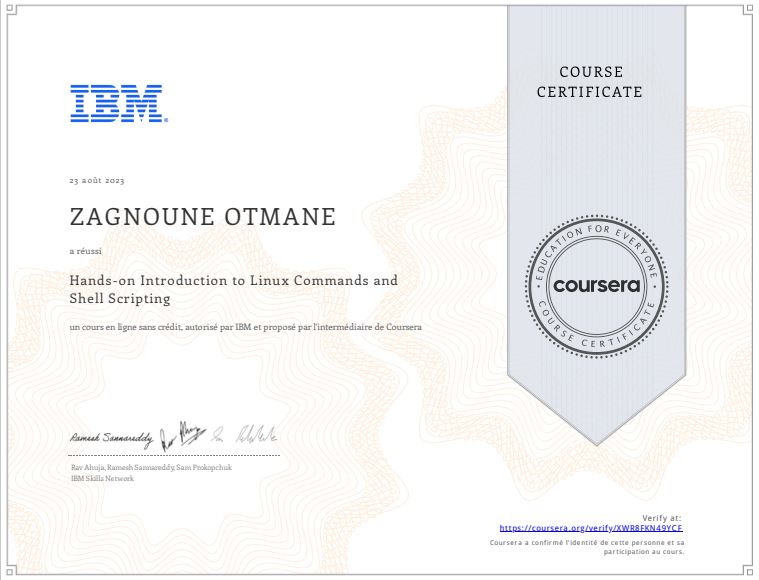 COURSE
CERTIFICATE
IBM®
23 août 2023
ZAGNOUNE OTMANE
a réussi
Hands-on Introduction to Linux Commands and
Shell Scripting
un cours en ligne sans crédit, autorisé par IBM et proposé par l'intermédiaire de Coursera
EDUCATION FOR EVERYONE
coursera
COURSE CERTIFICATE
Ramesh Sannareddy
Rav Ahuja, Ramesh Sannareddy, Sam Prokopchuk
IBM Skills Network
Verify at:
https://coursera.org/verify/XWR8FKN49YCF
Coursera a confirmé l'identité de cette personne et sa
participation au cours.